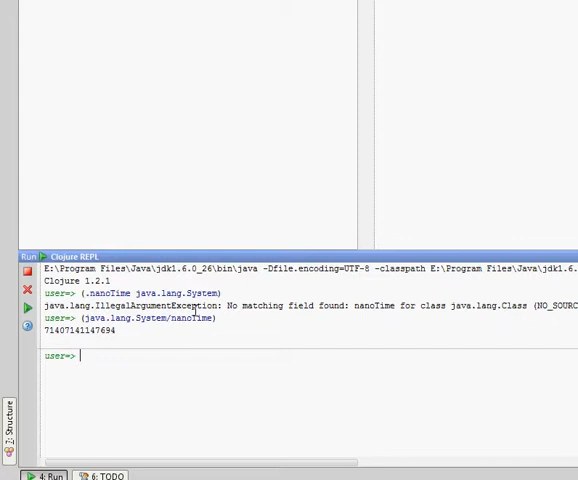 Run Clojure REPL
E:\Program Files\Java\jdk1.6.0_26\bin\java -Dfile.encoding=UTF-8 -classpath E:\Program Files\Java\jdk1.6.
Clojure 1.2.1
user=> (.nanoTime java.lang.System)
java.lang.IllegalArgumentException: No matching field found: nanoTime for class java.lang.Class (NO_SOURC
user=> (java.lang.System/nanoTime)
71407141147694
user=>
7: Structure
4: Run 6: TODO